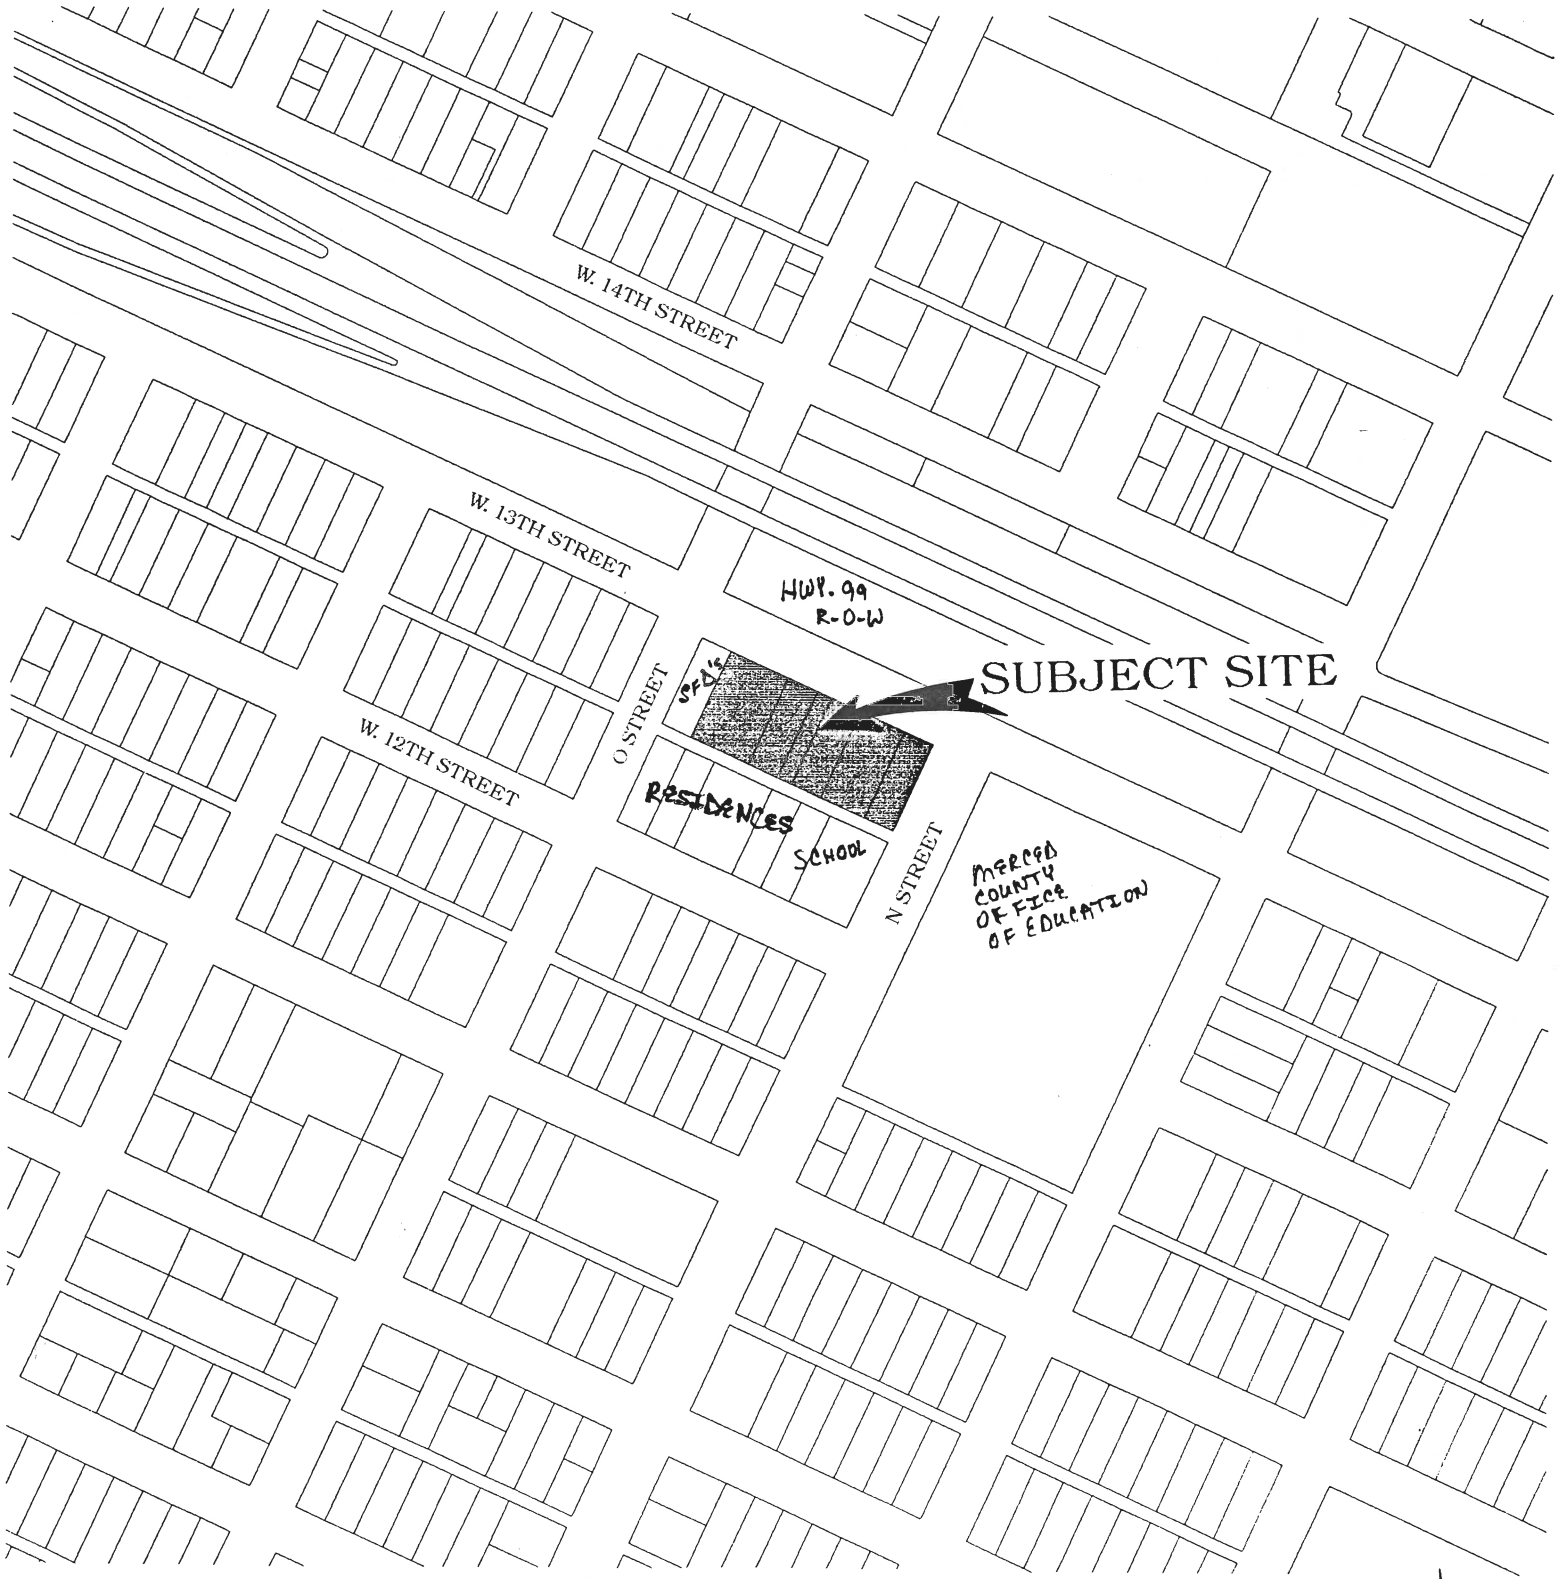 W. 14TH STREET
W. 13TH STREET
HWY. 99
R-O-W
SUBJECT SITE
SFD's
O STREET
W. 12TH STREET
RESIDENCES
SCHOOL
N STREET
MERCED
COUNTY
OFFICE
OF EDUCATION